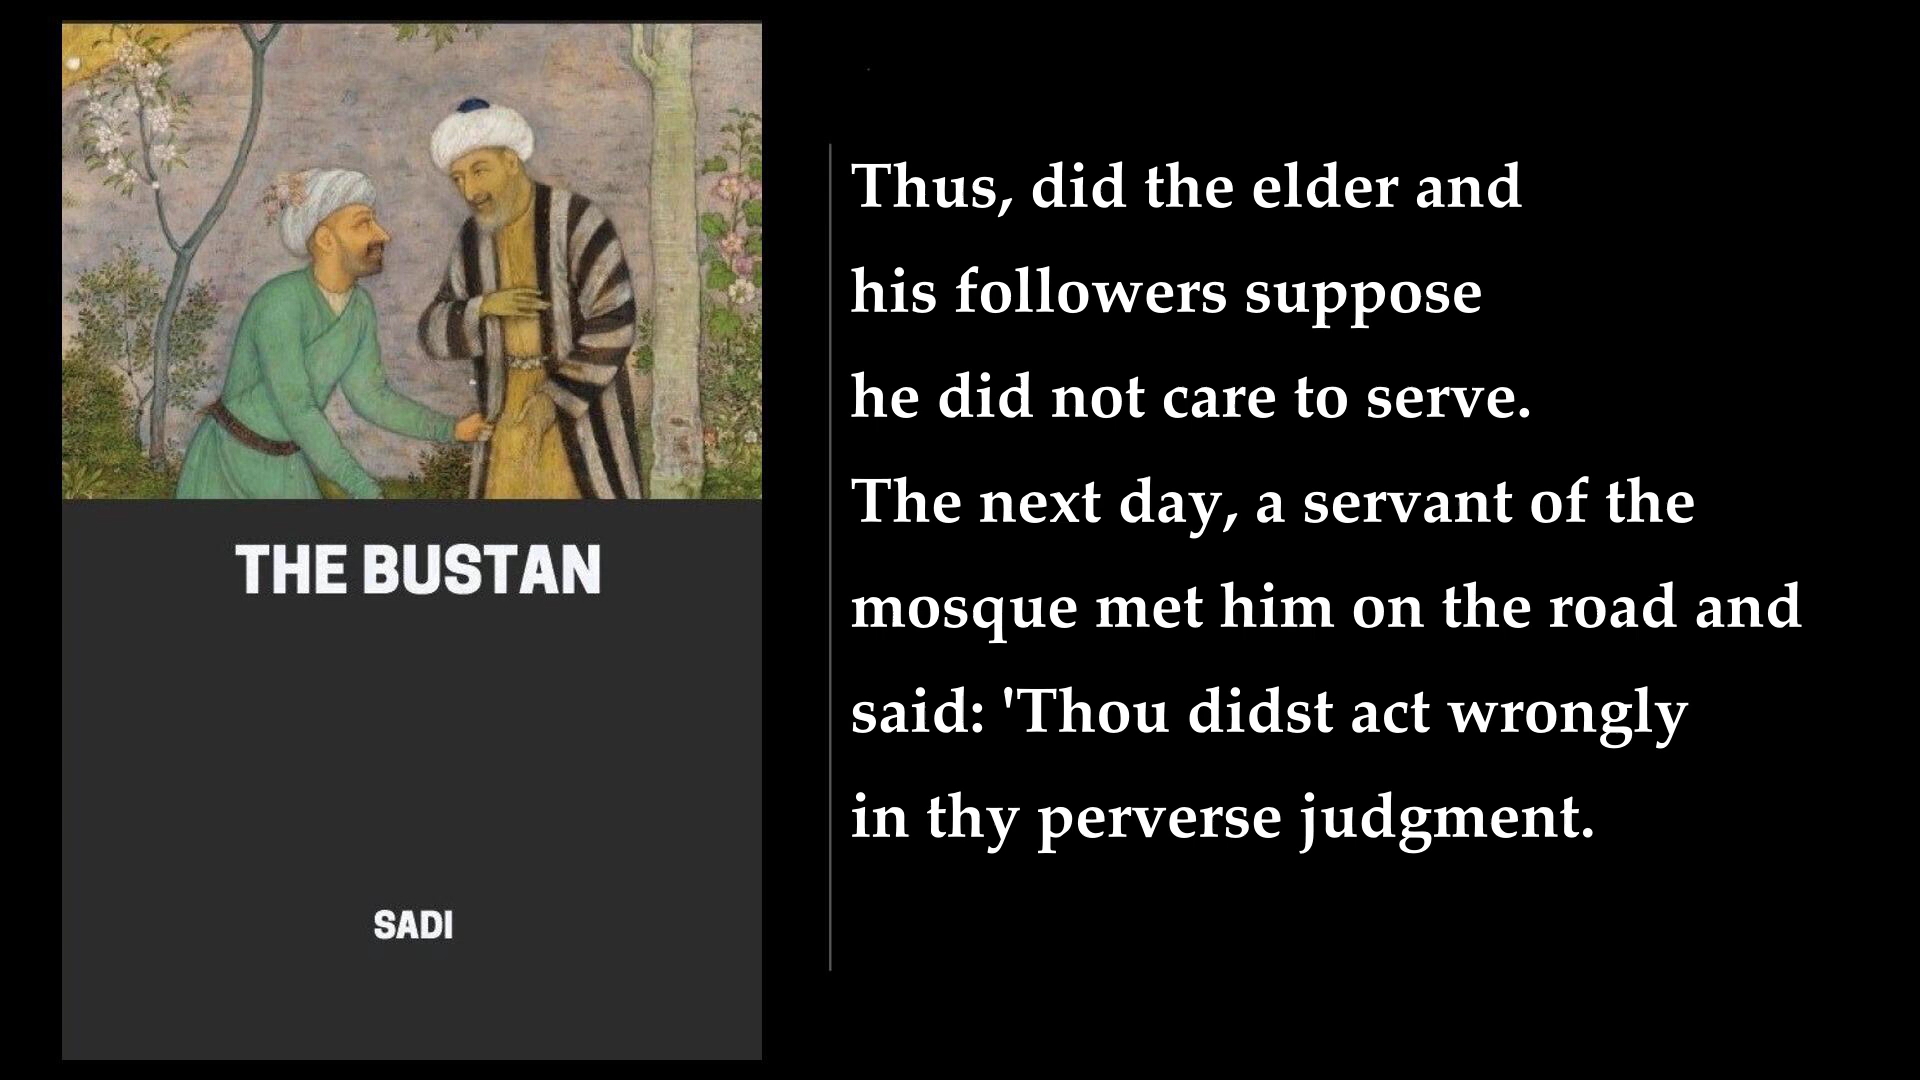 THE BUSTAN
SADI
Thus, did the elder and
his followers suppose
he did not care to serve.
The next day, a servant of the
mosque met him on the road and
said: 'Thou didst act wrongly
in thy perverse judgment.